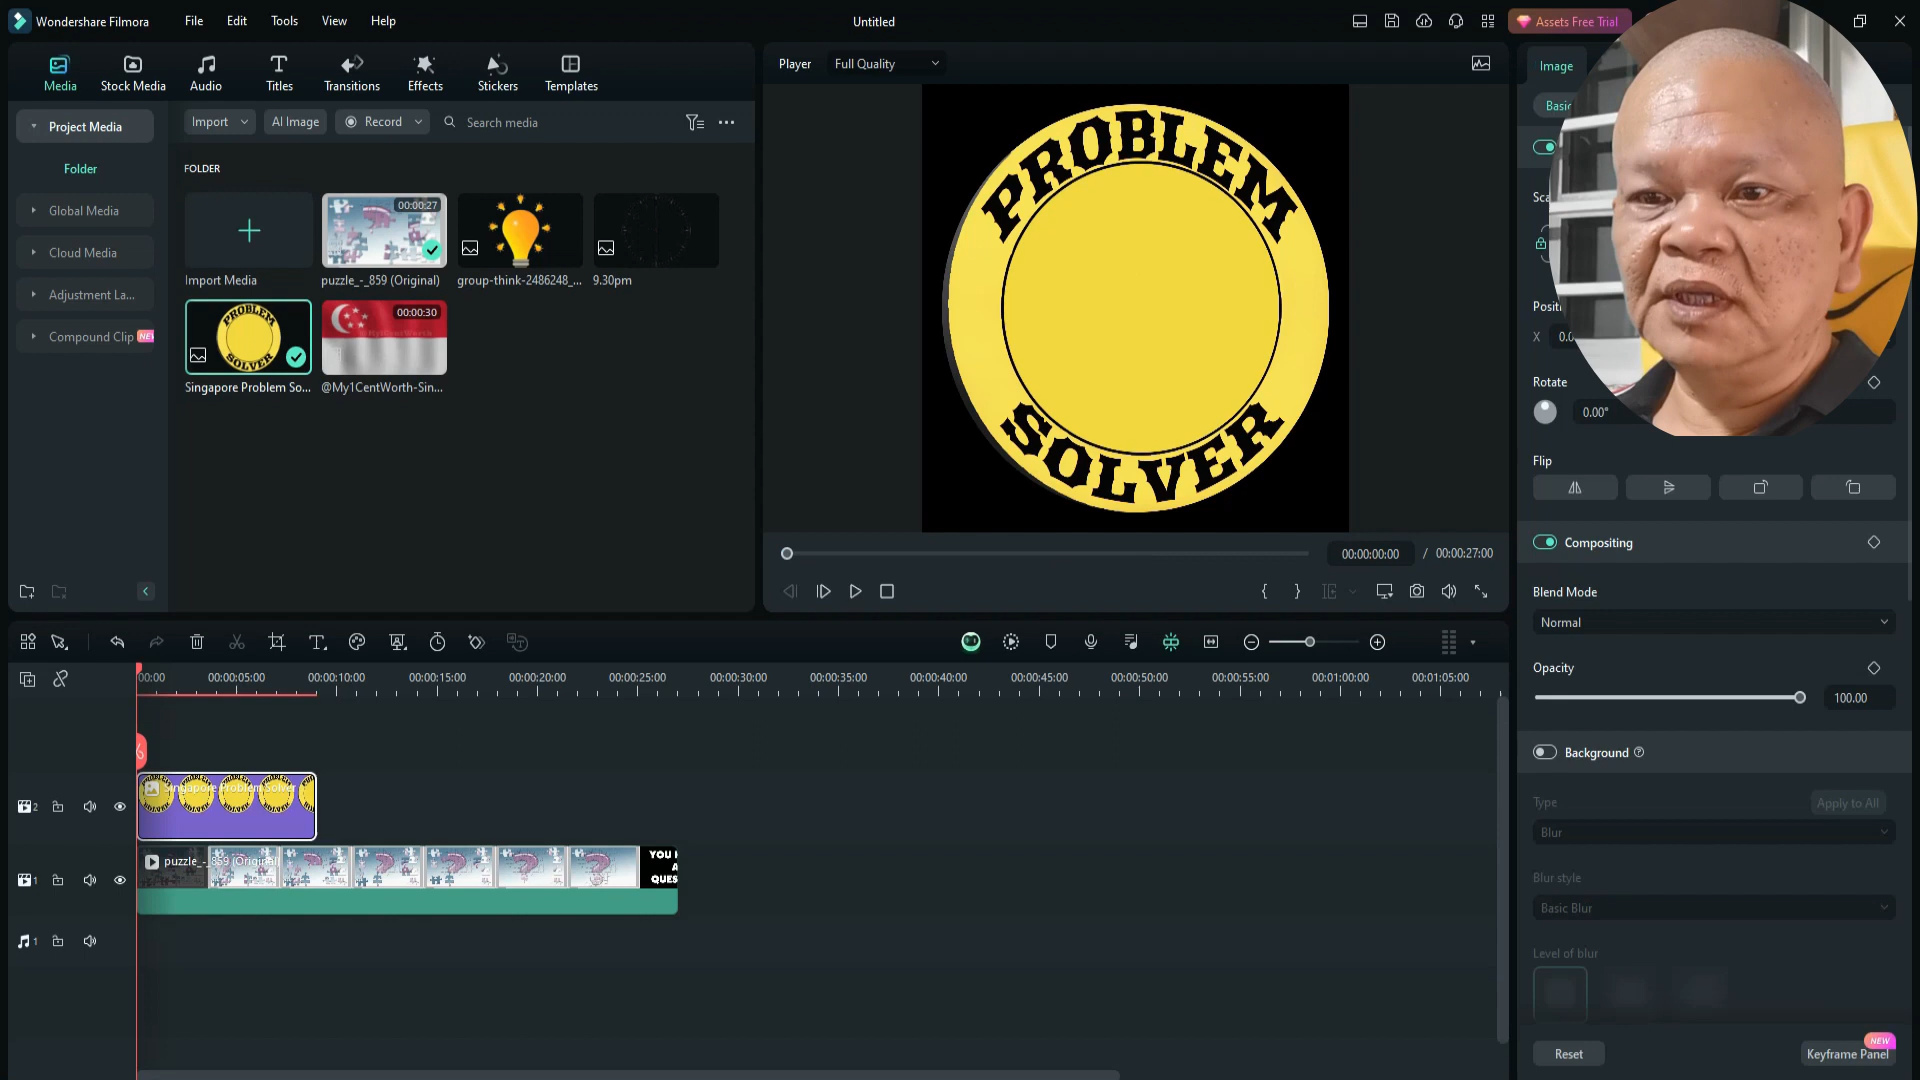 Wondershare Filmora
File Edit Tools View Help
Untitled
Assets Free Trial
Media
Stock Media
Audio
Titles
Transitions
Effects
Stickers
Templates
Project Media
Folder
Global Media
Cloud Media
Adjustment La...
Compound Clip NEW
Import
AI Image
Record
Search media
FOLDER
Import Media
00:00:27
puzzle_-_859 (Original)
group-think-2486248_...
9.30pm
PROBLEM
SOLVER
Singapore Problem So...
00:00:30
@My1CentWorth-Sin...
Player
Full Quality
PROBLEM
SOLVER
00:00:00:00 / 00:00:27:00
Image
Basic
Sca
Positi
X 0.0
Rotate
0.00°
Flip
Compositing
Blend Mode
Normal
Opacity
100.00
Background
Type
Apply to All
Blur
Blur style
Basic Blur
Level of blur
Reset
NEW
Keyframe Panel
00:00 00:00:05:00 00:00:10:00 00:00:15:00 00:00:20:00 00:00:25:00 00:00:30:00 00:00:35:00 00:00:40:00 00:00:45:00 00:00:50:00 00:00:55:00 00:01:00:00 00:01:05:00
2
Singapore Problem Solver
1
puzzle_-_859 (Original)
YOU
A
QUES
1